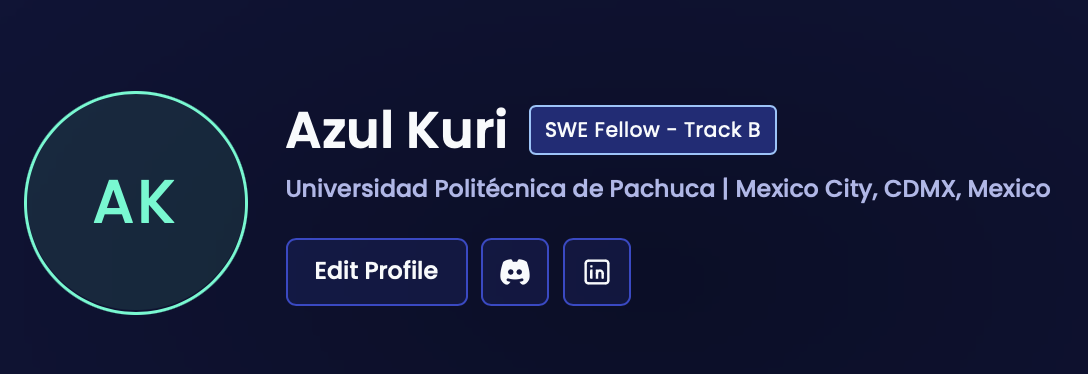 AK
Azul Kuri
SWE Fellow - Track B
Universidad Politécnica de Pachuca | Mexico City, CDMX, Mexico
Edit Profile
in